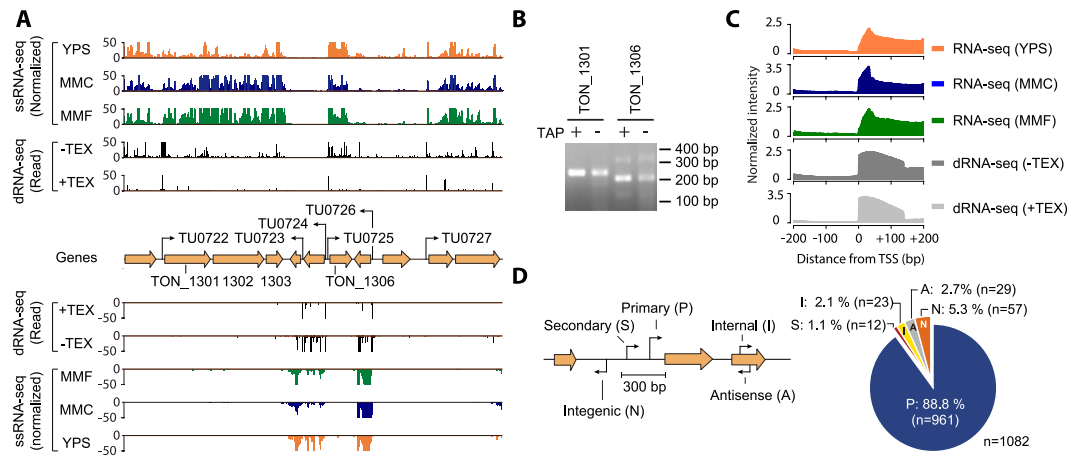 A
ssRNA-seq
(Normalized)
50
YPS
0
50
MMC
0
50
MMF
0
dRNA-seq
(Read)
50
-TEX
0
50
+TEX
0
TU0726
TU0724
TU0722 TU0723 TU0725 TU0727
Genes
TON_1301 1302 1303 TON_1306
dRNA-seq
(Read)
0
+TEX
-50
0
-TEX
-50
ssRNA-seq
(normalized)
0
MMF
-50
0
MMC
-50
0
YPS
-50
B
TON_1301
TON_1306
TAP + - + -
400 bp
300 bp
200 bp
100 bp
C
Normalized intensity
2.5
0
RNA-seq (YPS)
3.5
0
RNA-seq (MMC)
2.5
0
RNA-seq (MMF)
2.5
0
dRNA-seq (-TEX)
3.5
0
dRNA-seq (+TEX)
-200 -100 0 +100 +200
Distance from TSS (bp)
D
Primary (P)
Secondary (S)
Internal (I)
300 bp
Integenic (N)
Antisense (A)
A: 2.7% (n=29)
I: 2.1 % (n=23)
N: 5.3 % (n=57)
S: 1.1 % (n=12)
I A N
P: 88.8 %
(n=961)
n=1082